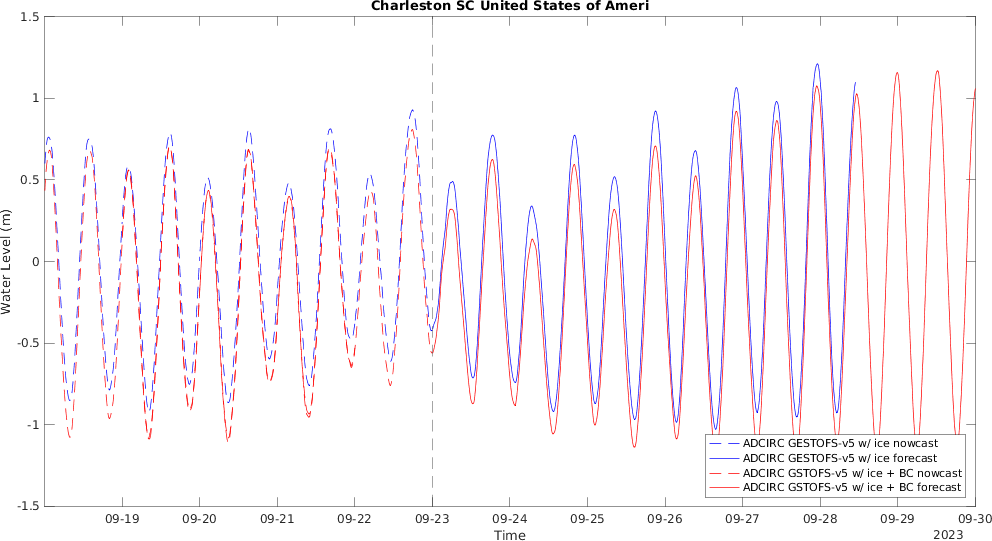 Charleston SC United States of Ameri
1.5
1
0.5
0
-0.5
-1
-1.5
Water Level (m)
09-19 09-20 09-21 09-22 09-23 09-24 09-25 09-26 09-27 09-28 09-29 09-30
Time
2023
ADCIRC GESTOFS-v5 w/ ice nowcast
ADCIRC GESTOFS-v5 w/ ice forecast
ADCIRC GSTOFS-v5 w/ ice + BC nowcast
ADCIRC GSTOFS-v5 w/ ice + BC forecast